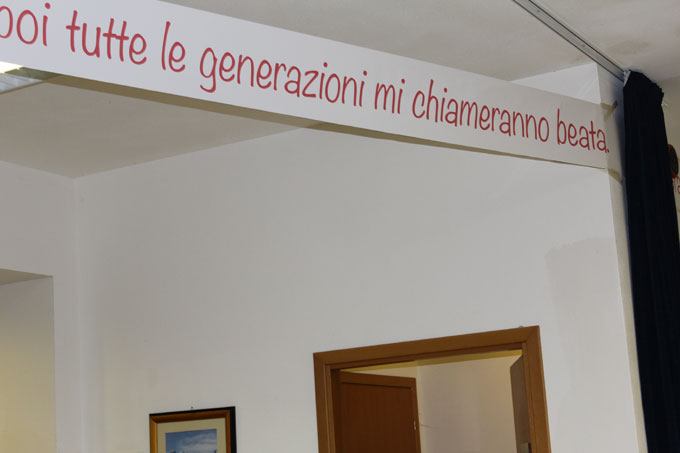 poi tutte le generazioni mi chiameranno beata.